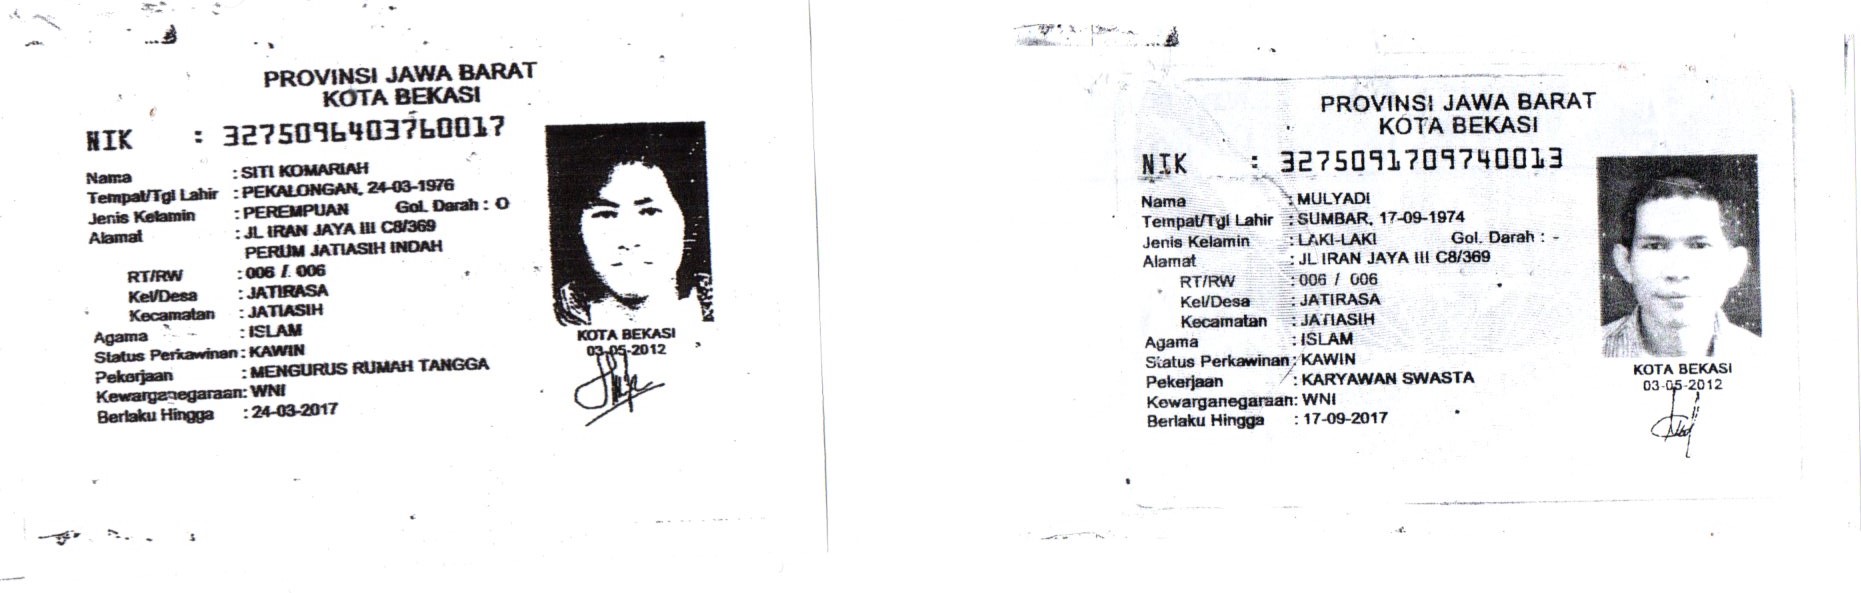 PROVINSI JAWA BARAT
KOTA BEKASI
NIK : 3275096403760017
Nama : SITI KOMARIAH
Tempat/Tgl Lahir : PEKALONGAN, 24-03-1976
Jenis Kelamin : PEREMPUAN Gol. Darah : O
Alamat : JL IRAN JAYA III C8/369
PERUM JATIASIH INDAH
RT/RW : 006 / 006
Kel/Desa : JATIRASA
Kecamatan : JATIASIH
Agama : ISLAM
Status Perkawinan : KAWIN
Pekerjaan : MENGURUS RUMAH TANGGA
Kewarganegaraan : WNI
Berlaku Hingga : 24-03-2017
KOTA BEKASI
03-05-2012
PROVINSI JAWA BARAT
KOTA BEKASI
NIK : 3275091709740013
Nama : MULYADI
Tempat/Tgl Lahir : SUMBAR, 17-09-1974
Jenis Kelamin : LAKI-LAKI Gol. Darah : -
Alamat : JL IRAN JAYA III C8/369
RT/RW : 006 / 006
Kel/Desa : JATIRASA
Kecamatan : JATIASIH
Agama : ISLAM
Status Perkawinan : KAWIN
Pekerjaan : KARYAWAN SWASTA
Kewarganegaraan : WNI
Berlaku Hingga : 17-09-2017
KOTA BEKASI
03-05-2012